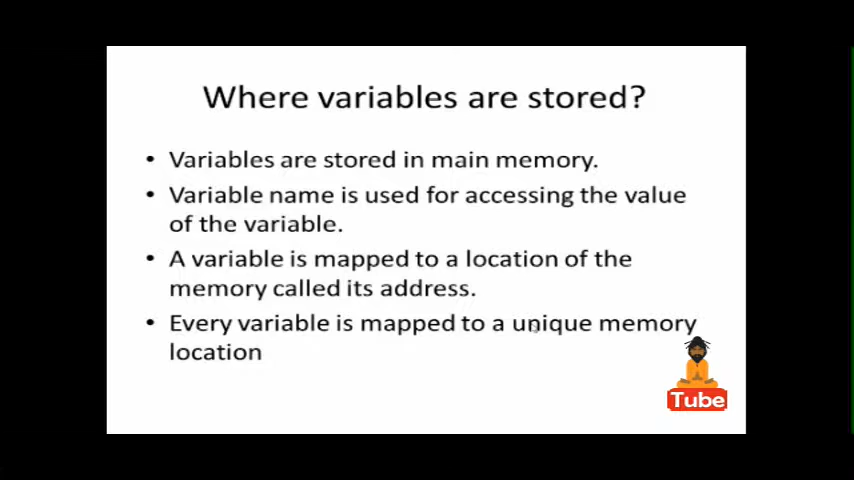 Where variables are stored?
• Variables are stored in main memory.
• Variable name is used for accessing the value
of the variable.
• A variable is mapped to a location of the
memory called its address.
• Every variable is mapped to a unique memory
location
Tube